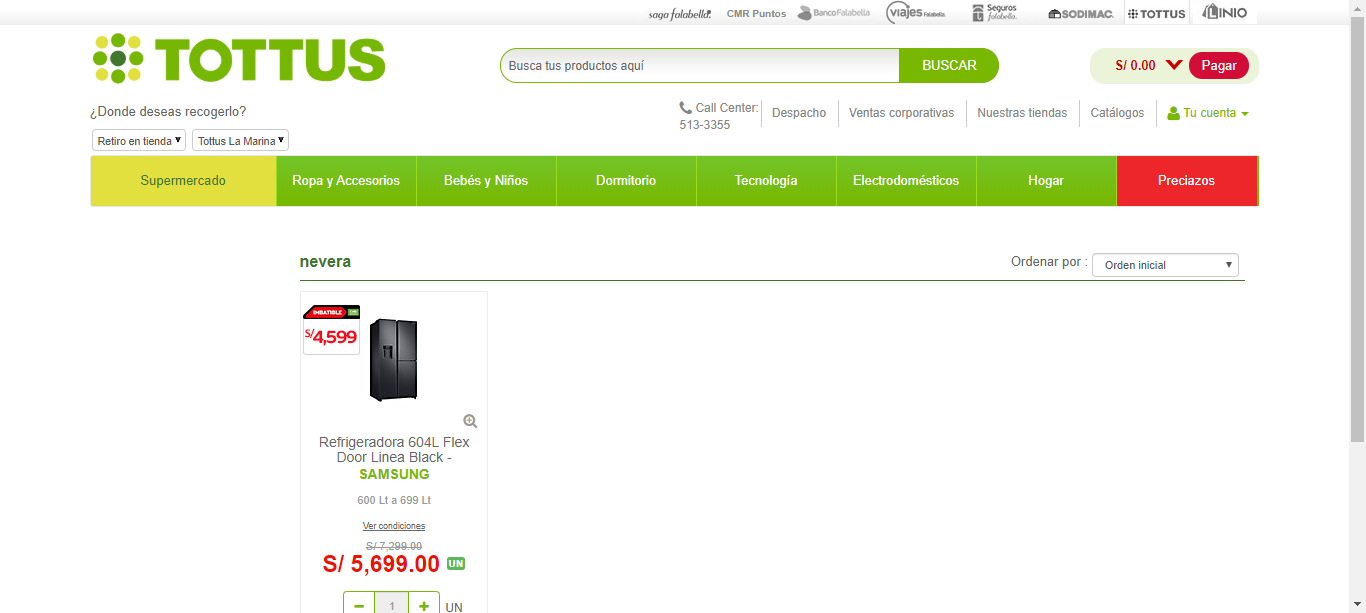 saga falabella. CMR Puntos BancoFalabella viajes Falabella Seguros falabella. SODIMAC. TOTTUS LINIO
TOTTUS
Busca tus productos aquí BUSCAR
S/ 0.00 Pagar
¿Donde deseas recogerlo?
Call Center: 513-3355
Despacho Ventas corporativas Nuestras tiendas Catálogos Tu cuenta
Retiro en tienda Tottus La Marina
Supermercado Ropa y Accesorios Bebés y Niños Dormitorio Tecnología Electrodomésticos Hogar Preciazos
nevera
Ordenar por : Orden inicial
IMBATIBLE
S/4,599
Refrigeradora 604L Flex
Door Linea Black -
SAMSUNG
600 Lt a 699 Lt
Ver condiciones
S/ 7,299.00
S/ 5,699.00 UN
− 1 + UN